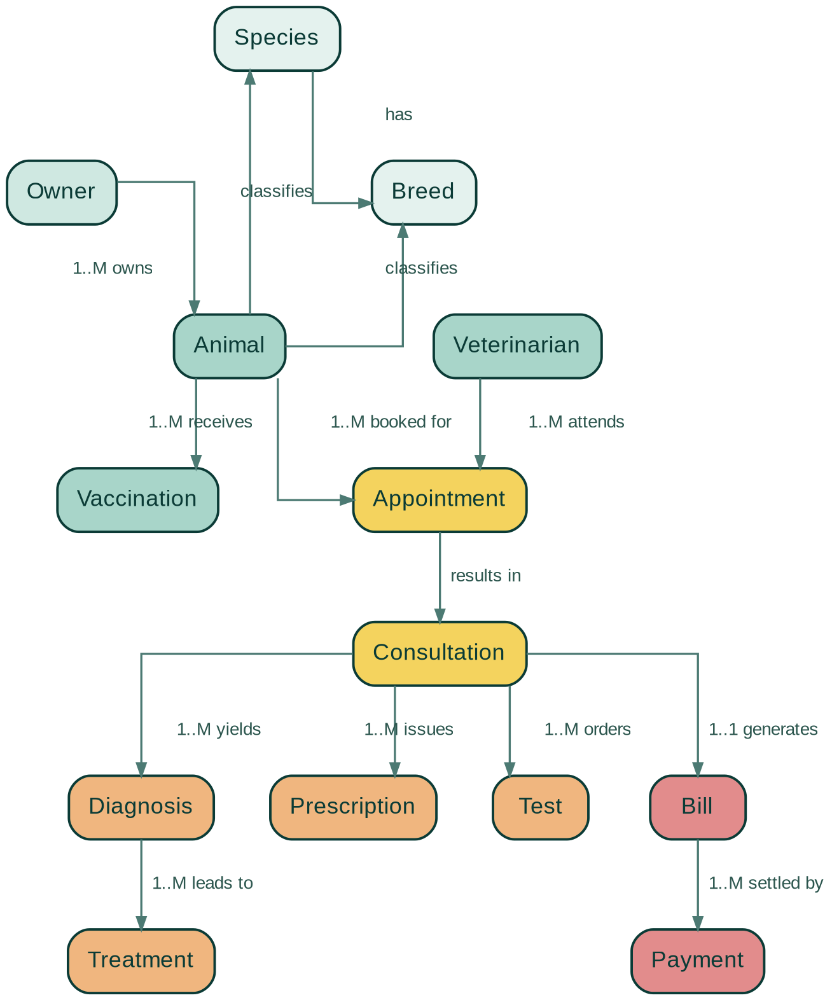 Species
has
Owner
classifies
Breed
1..M owns
classifies
Animal
Veterinarian
1..M receives
1..M booked for
1..M attends
Vaccination
Appointment
results in
Consultation
1..M yields
1..M issues
1..M orders
1..1 generates
Diagnosis
Prescription
Test
Bill
1..M leads to
1..M settled by
Treatment
Payment